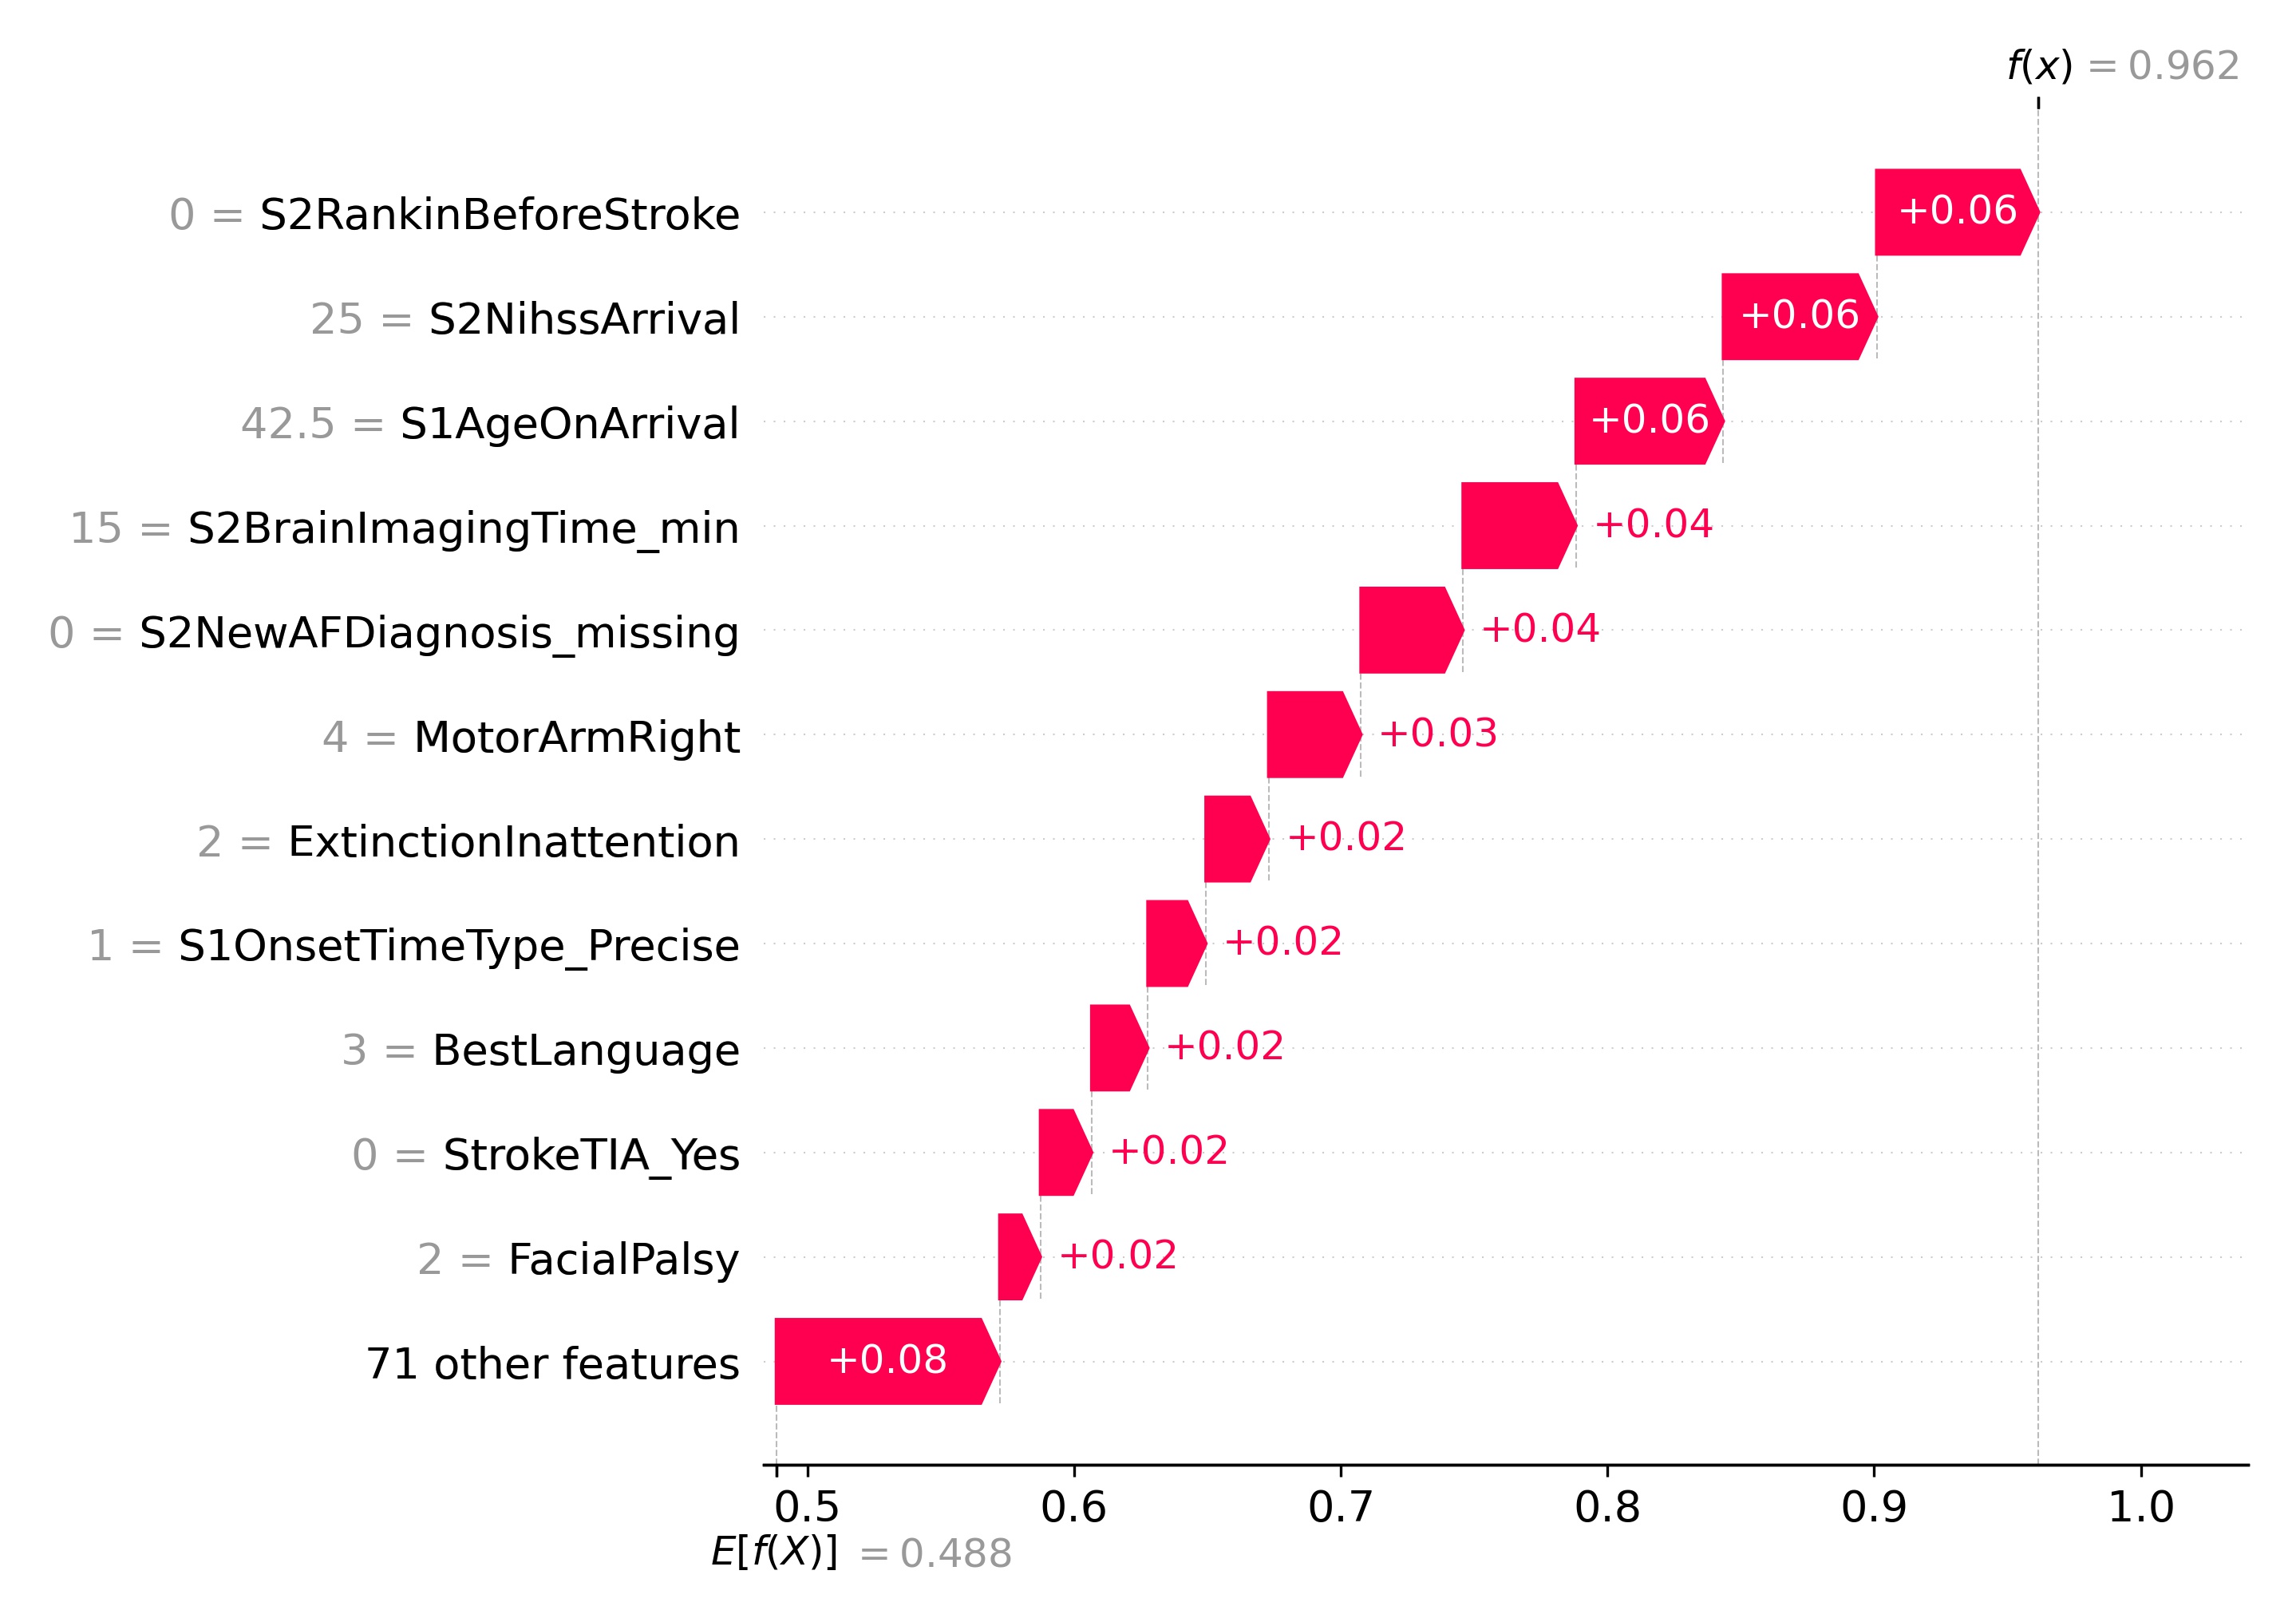 f(x) = 0.962
0 = S2RankinBeforeStroke +0.06
25 = S2NihssArrival +0.06
42.5 = S1AgeOnArrival +0.06
15 = S2BrainImagingTime_min +0.04
0 = S2NewAFDiagnosis_missing +0.04
4 = MotorArmRight +0.03
2 = ExtinctionInattention +0.02
1 = S1OnsetTimeType_Precise +0.02
3 = BestLanguage +0.02
0 = StrokeTIA_Yes +0.02
2 = FacialPalsy +0.02
71 other features +0.08
0.5 0.6 0.7 0.8 0.9 1.0
E[f(X)] = 0.488